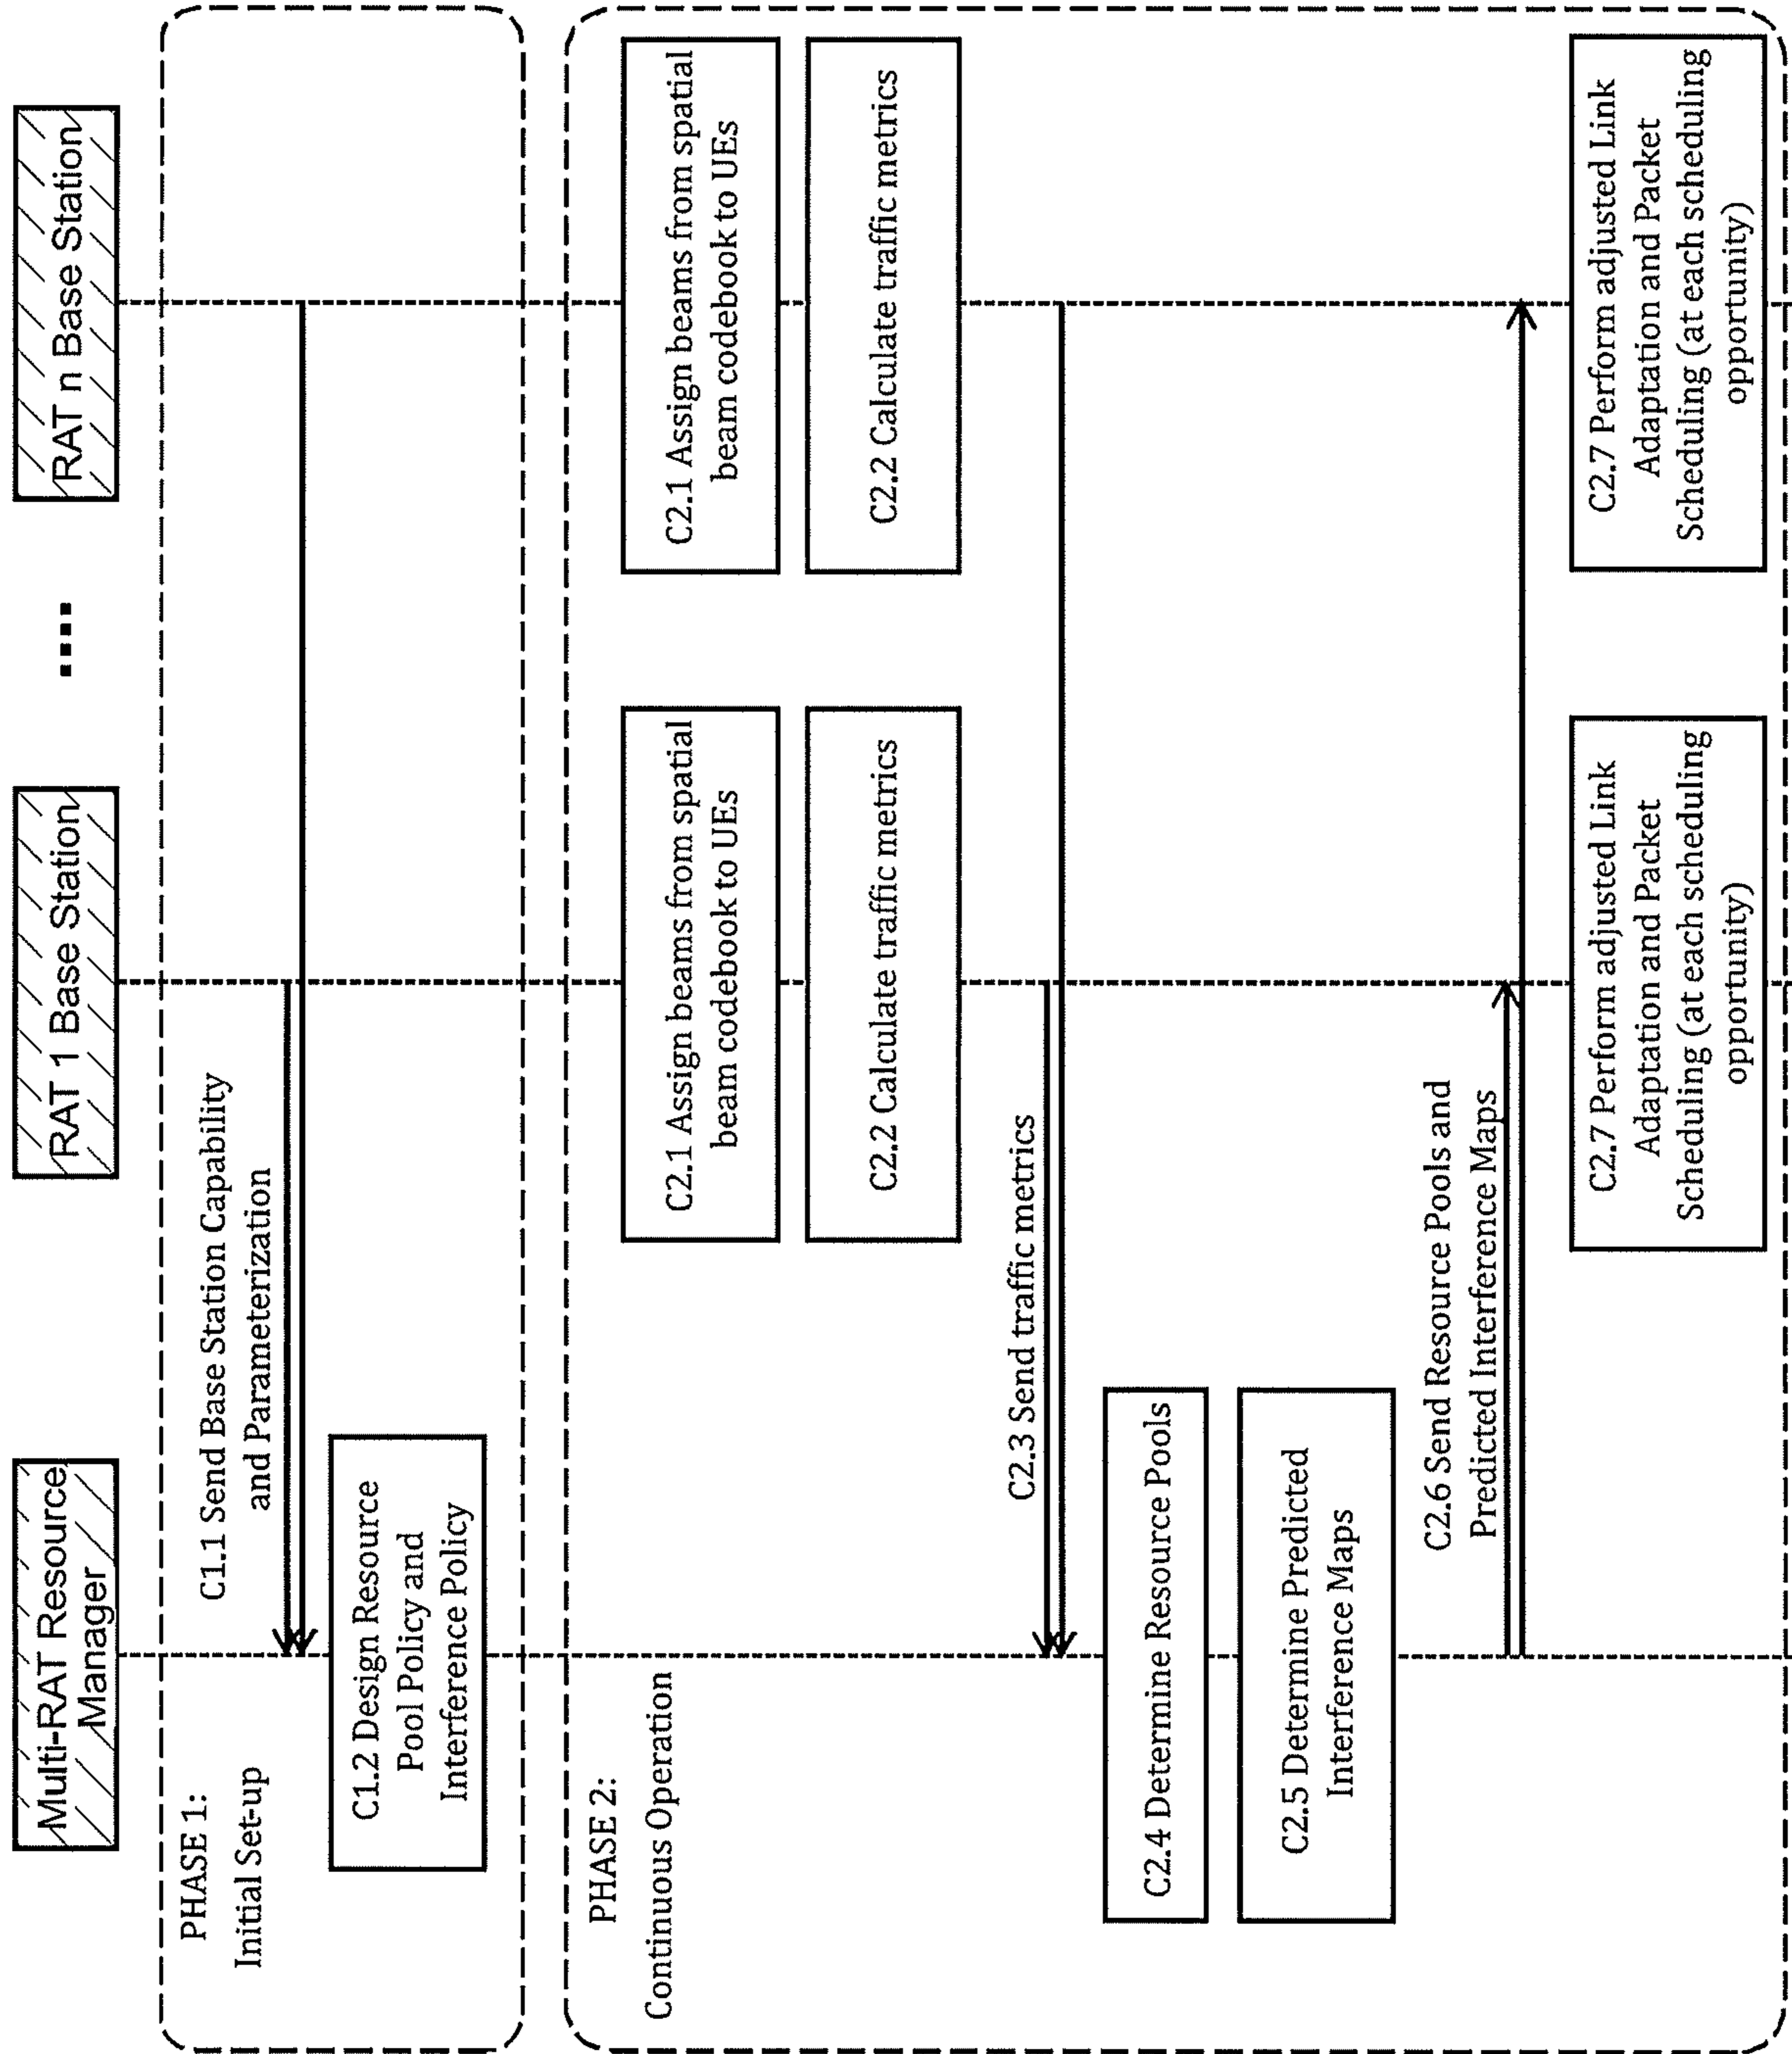 Multi-RAT Resource
Manager
RAT 1 Base Station
....
RAT n Base Station
PHASE 1:
Initial Set-up
C1.1 Send Base Station Capability
and Parameterization
C1.2 Design Resource
Pool Policy and
Interference Policy
PHASE 2:
Continuous Operation
C2.1 Assign beams from spatial
beam codebook to UEs
C2.1 Assign beams from spatial
beam codebook to UEs
C2.2 Calculate traffic metrics
C2.2 Calculate traffic metrics
C2.3 Send traffic metrics
C2.4 Determine Resource Pools
C2.5 Determine Predicted
Interference Maps
C2.6 Send Resource Pools and
Predicted Interference Maps
C2.7 Perform adjusted Link
Adaptation and Packet
Scheduling (at each scheduling
opportunity)
C2.7 Perform adjusted Link
Adaptation and Packet
Scheduling (at each scheduling
opportunity)